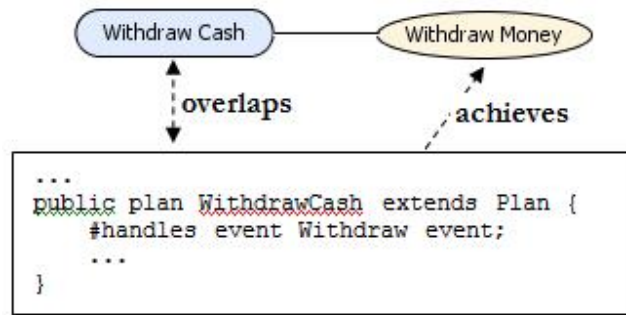 Withdraw Cash
Withdraw Money
overlaps
achieves
...
public plan WithdrawCash extends Plan {
#handles event Withdraw event;
...
}